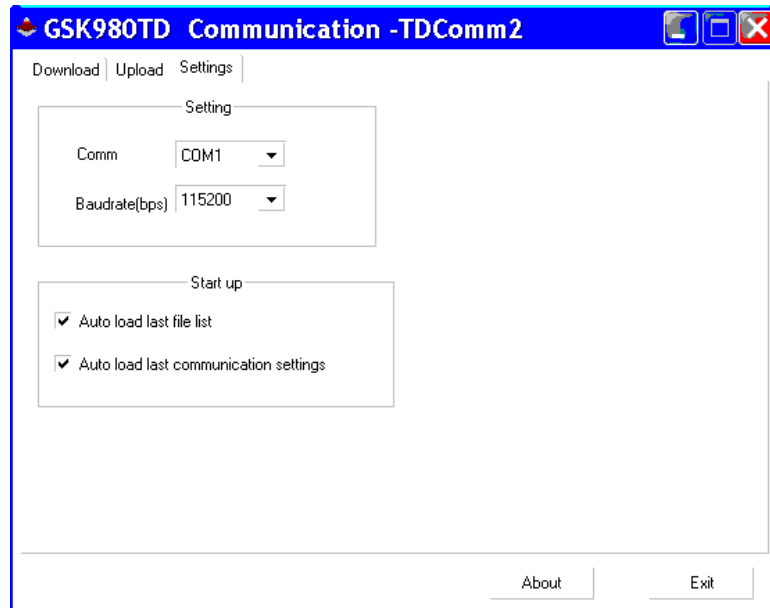 GSK980TD Communication -TDComm2
Download Upload Settings
Setting
Comm COM1
Baudrate(bps) 115200
Start up
Auto load last file list
Auto load last communication settings
About Exit